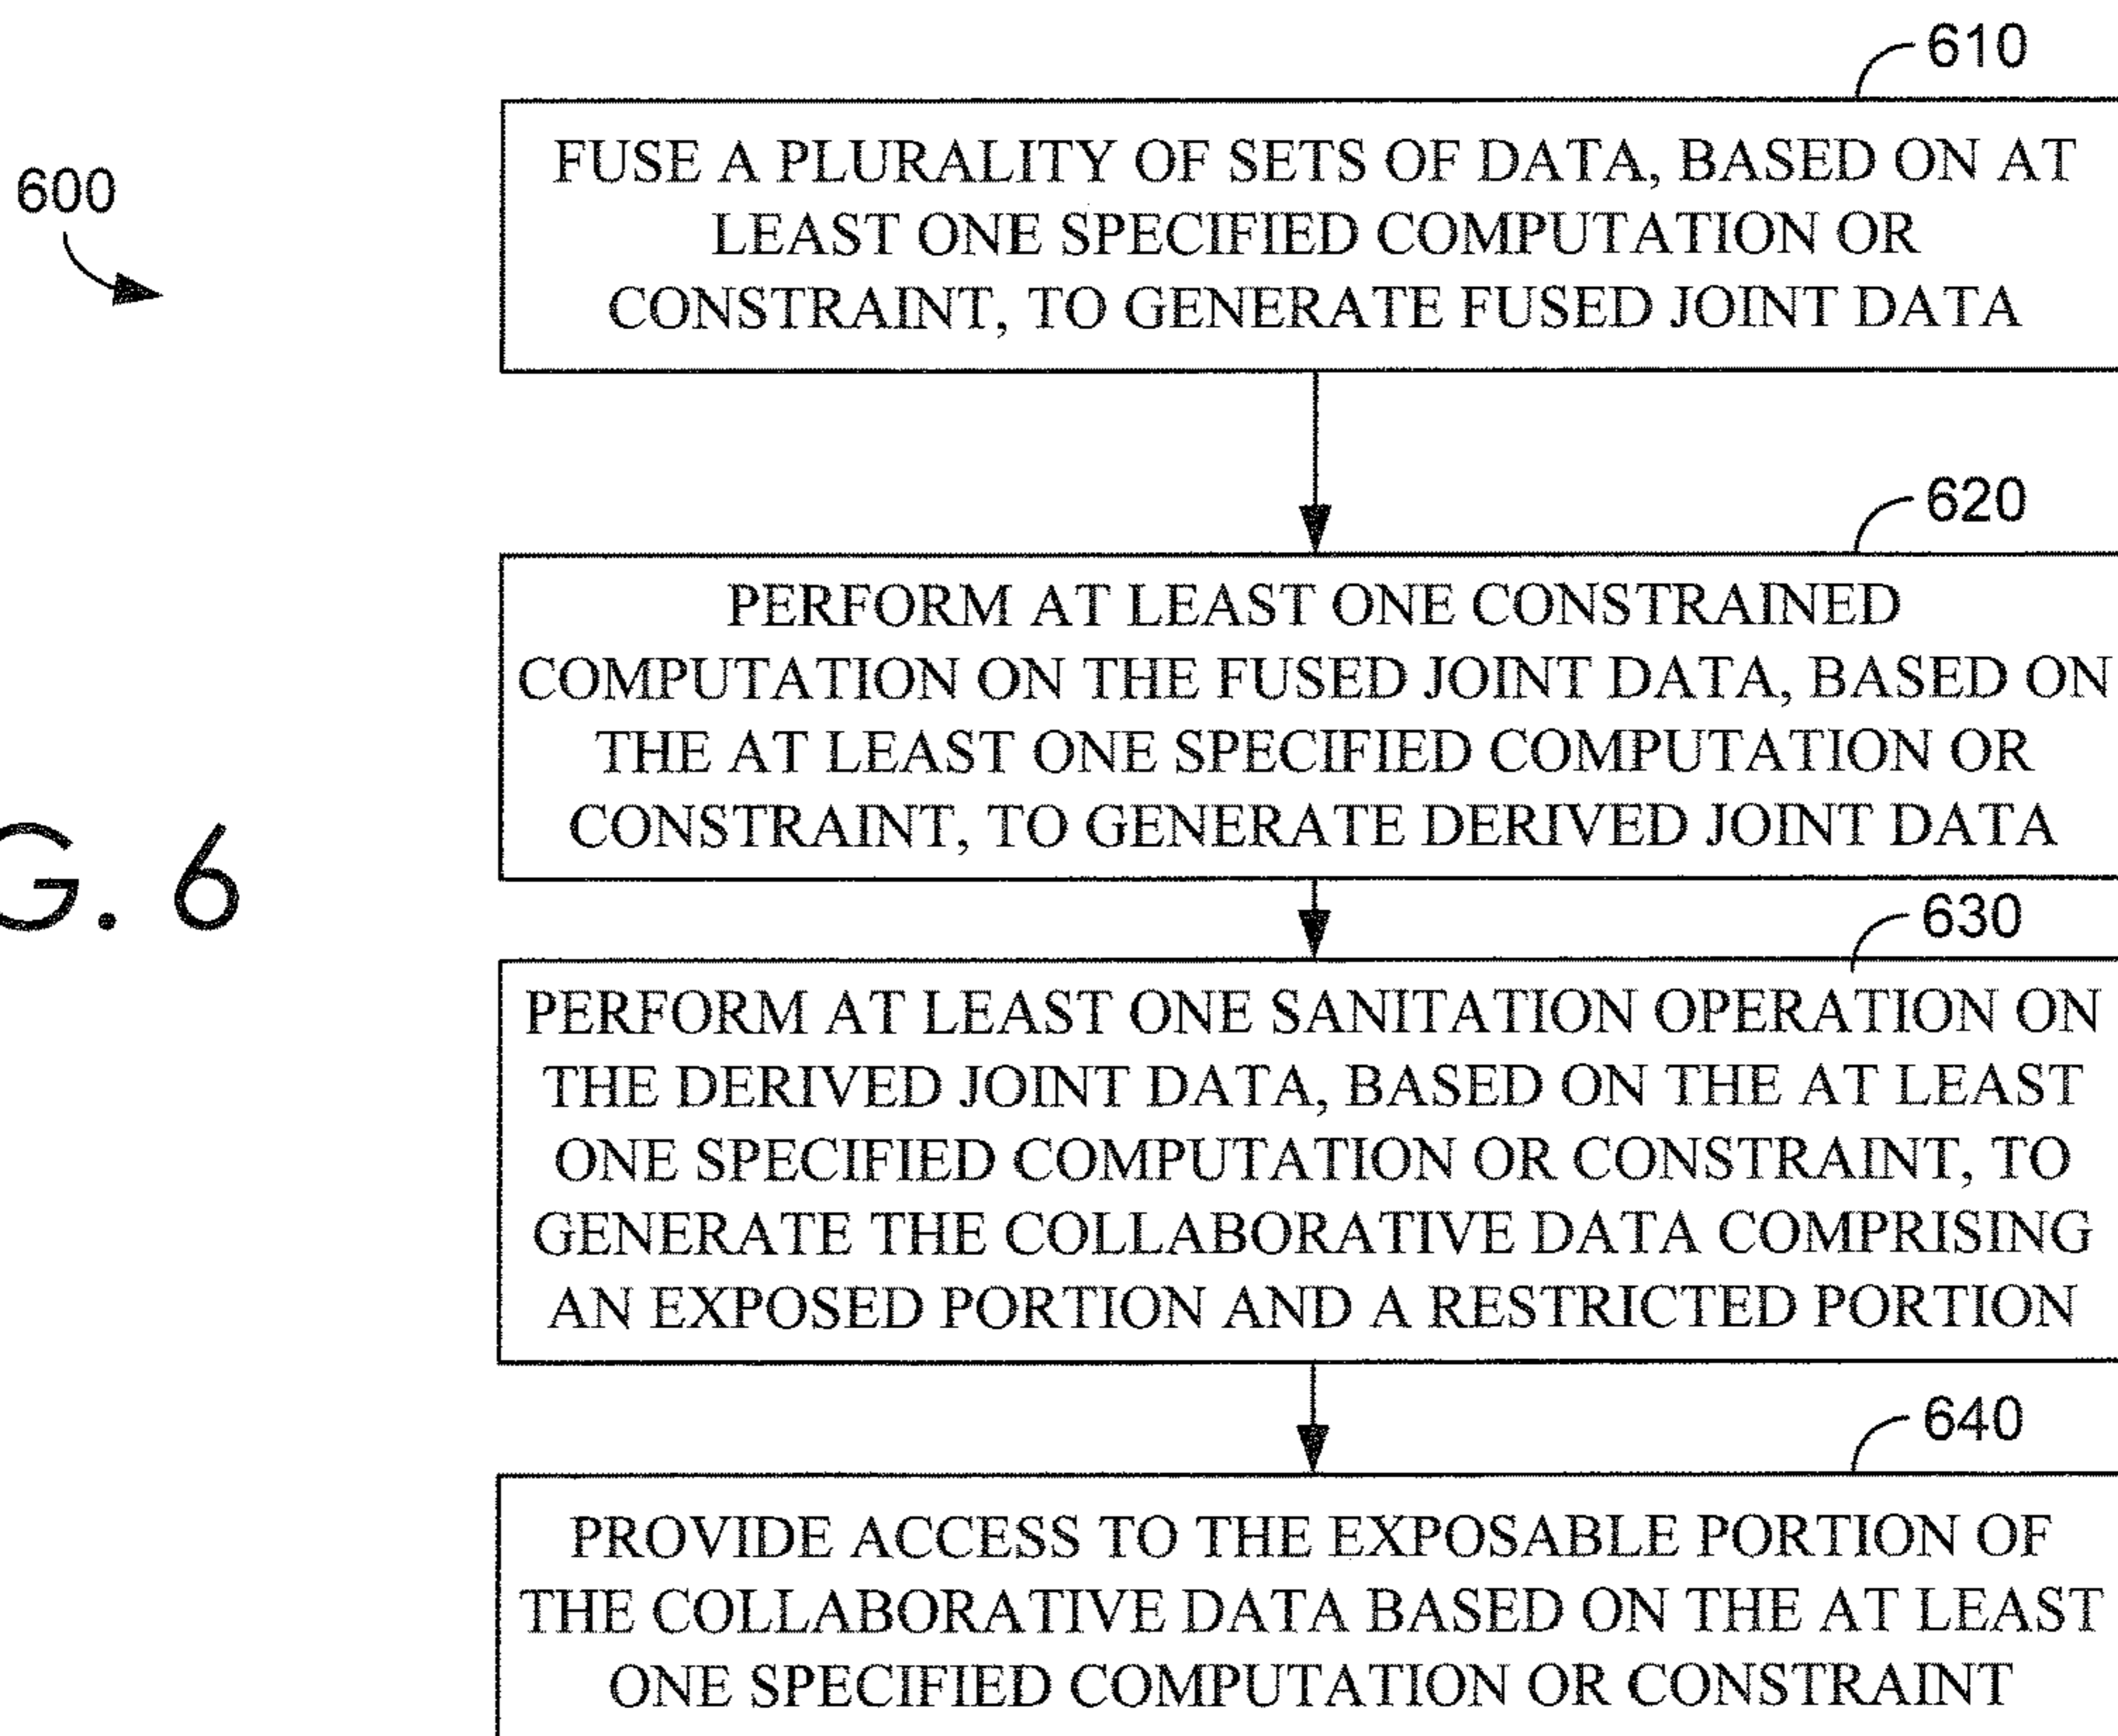 610
600
FUSE A PLURALITY OF SETS OF DATA, BASED ON AT
LEAST ONE SPECIFIED COMPUTATION OR
CONSTRAINT, TO GENERATE FUSED JOINT DATA
620
PERFORM AT LEAST ONE CONSTRAINED
COMPUTATION ON THE FUSED JOINT DATA, BASED ON
THE AT LEAST ONE SPECIFIED COMPUTATION OR
CONSTRAINT, TO GENERATE DERIVED JOINT DATA
G. 6
630
PERFORM AT LEAST ONE SANITATION OPERATION ON
THE DERIVED JOINT DATA, BASED ON THE AT LEAST
ONE SPECIFIED COMPUTATION OR CONSTRAINT, TO
GENERATE THE COLLABORATIVE DATA COMPRISING
AN EXPOSED PORTION AND A RESTRICTED PORTION
640
PROVIDE ACCESS TO THE EXPOSABLE PORTION OF
THE COLLABORATIVE DATA BASED ON THE AT LEAST
ONE SPECIFIED COMPUTATION OR CONSTRAINT